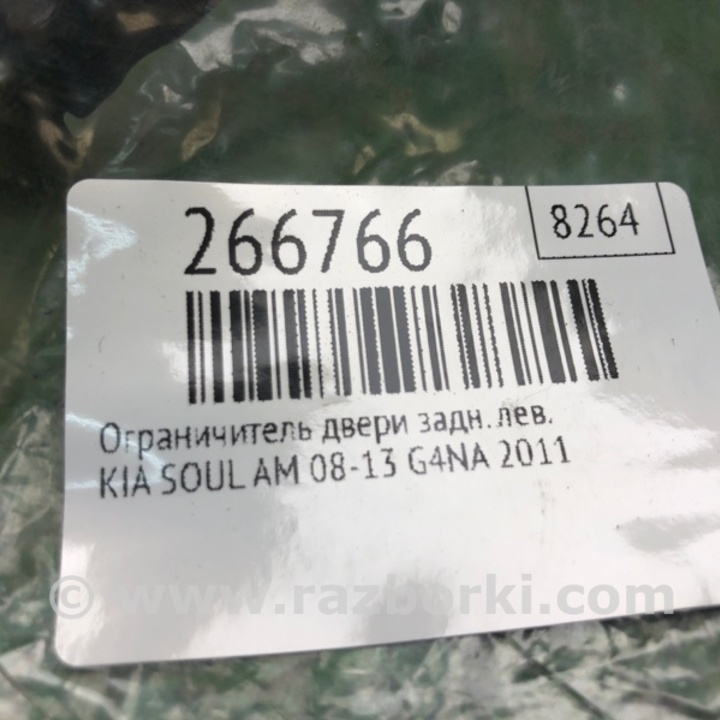 266766
8264
Ограничитель двери задн.лев.
KIA SOUL AM 08-13 G4NA 2011
© www.razborki.com